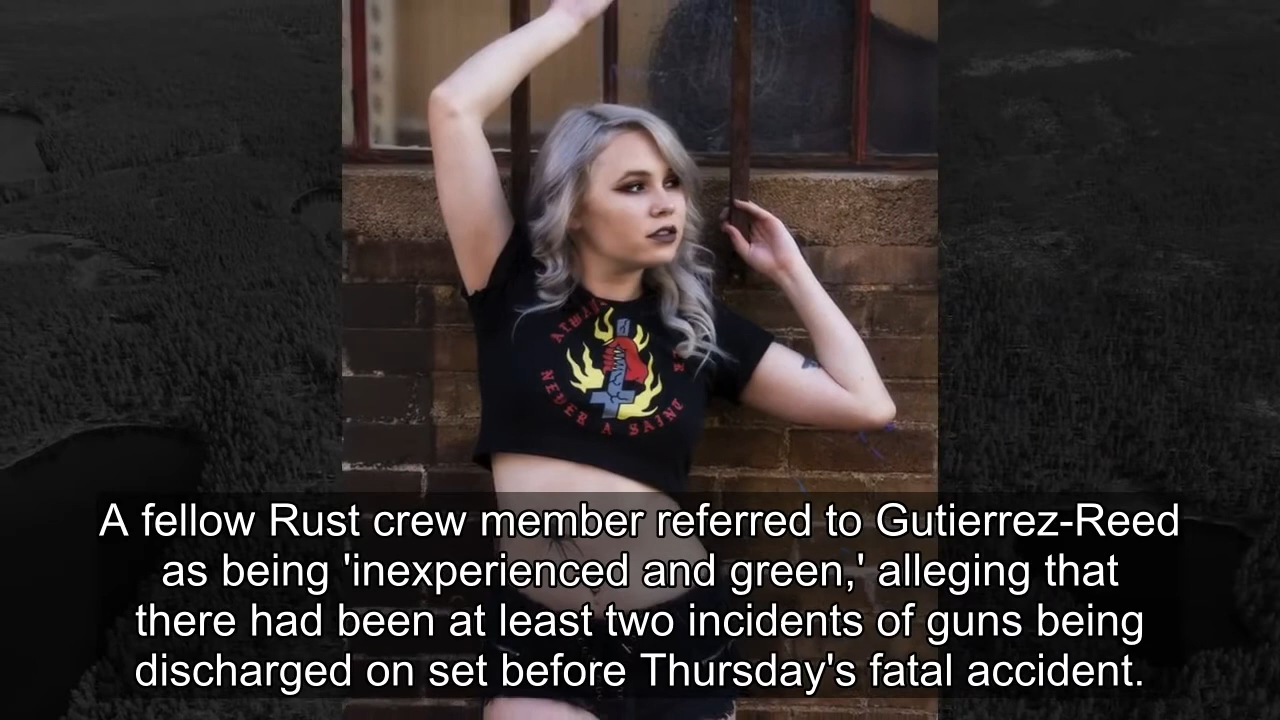 ALWAY
NEVER A SAINT
A fellow Rust crew member referred to Gutierrez-Reed
as being 'inexperienced and green,' alleging that
there had been at least two incidents of guns being
discharged on set before Thursday's fatal accident.